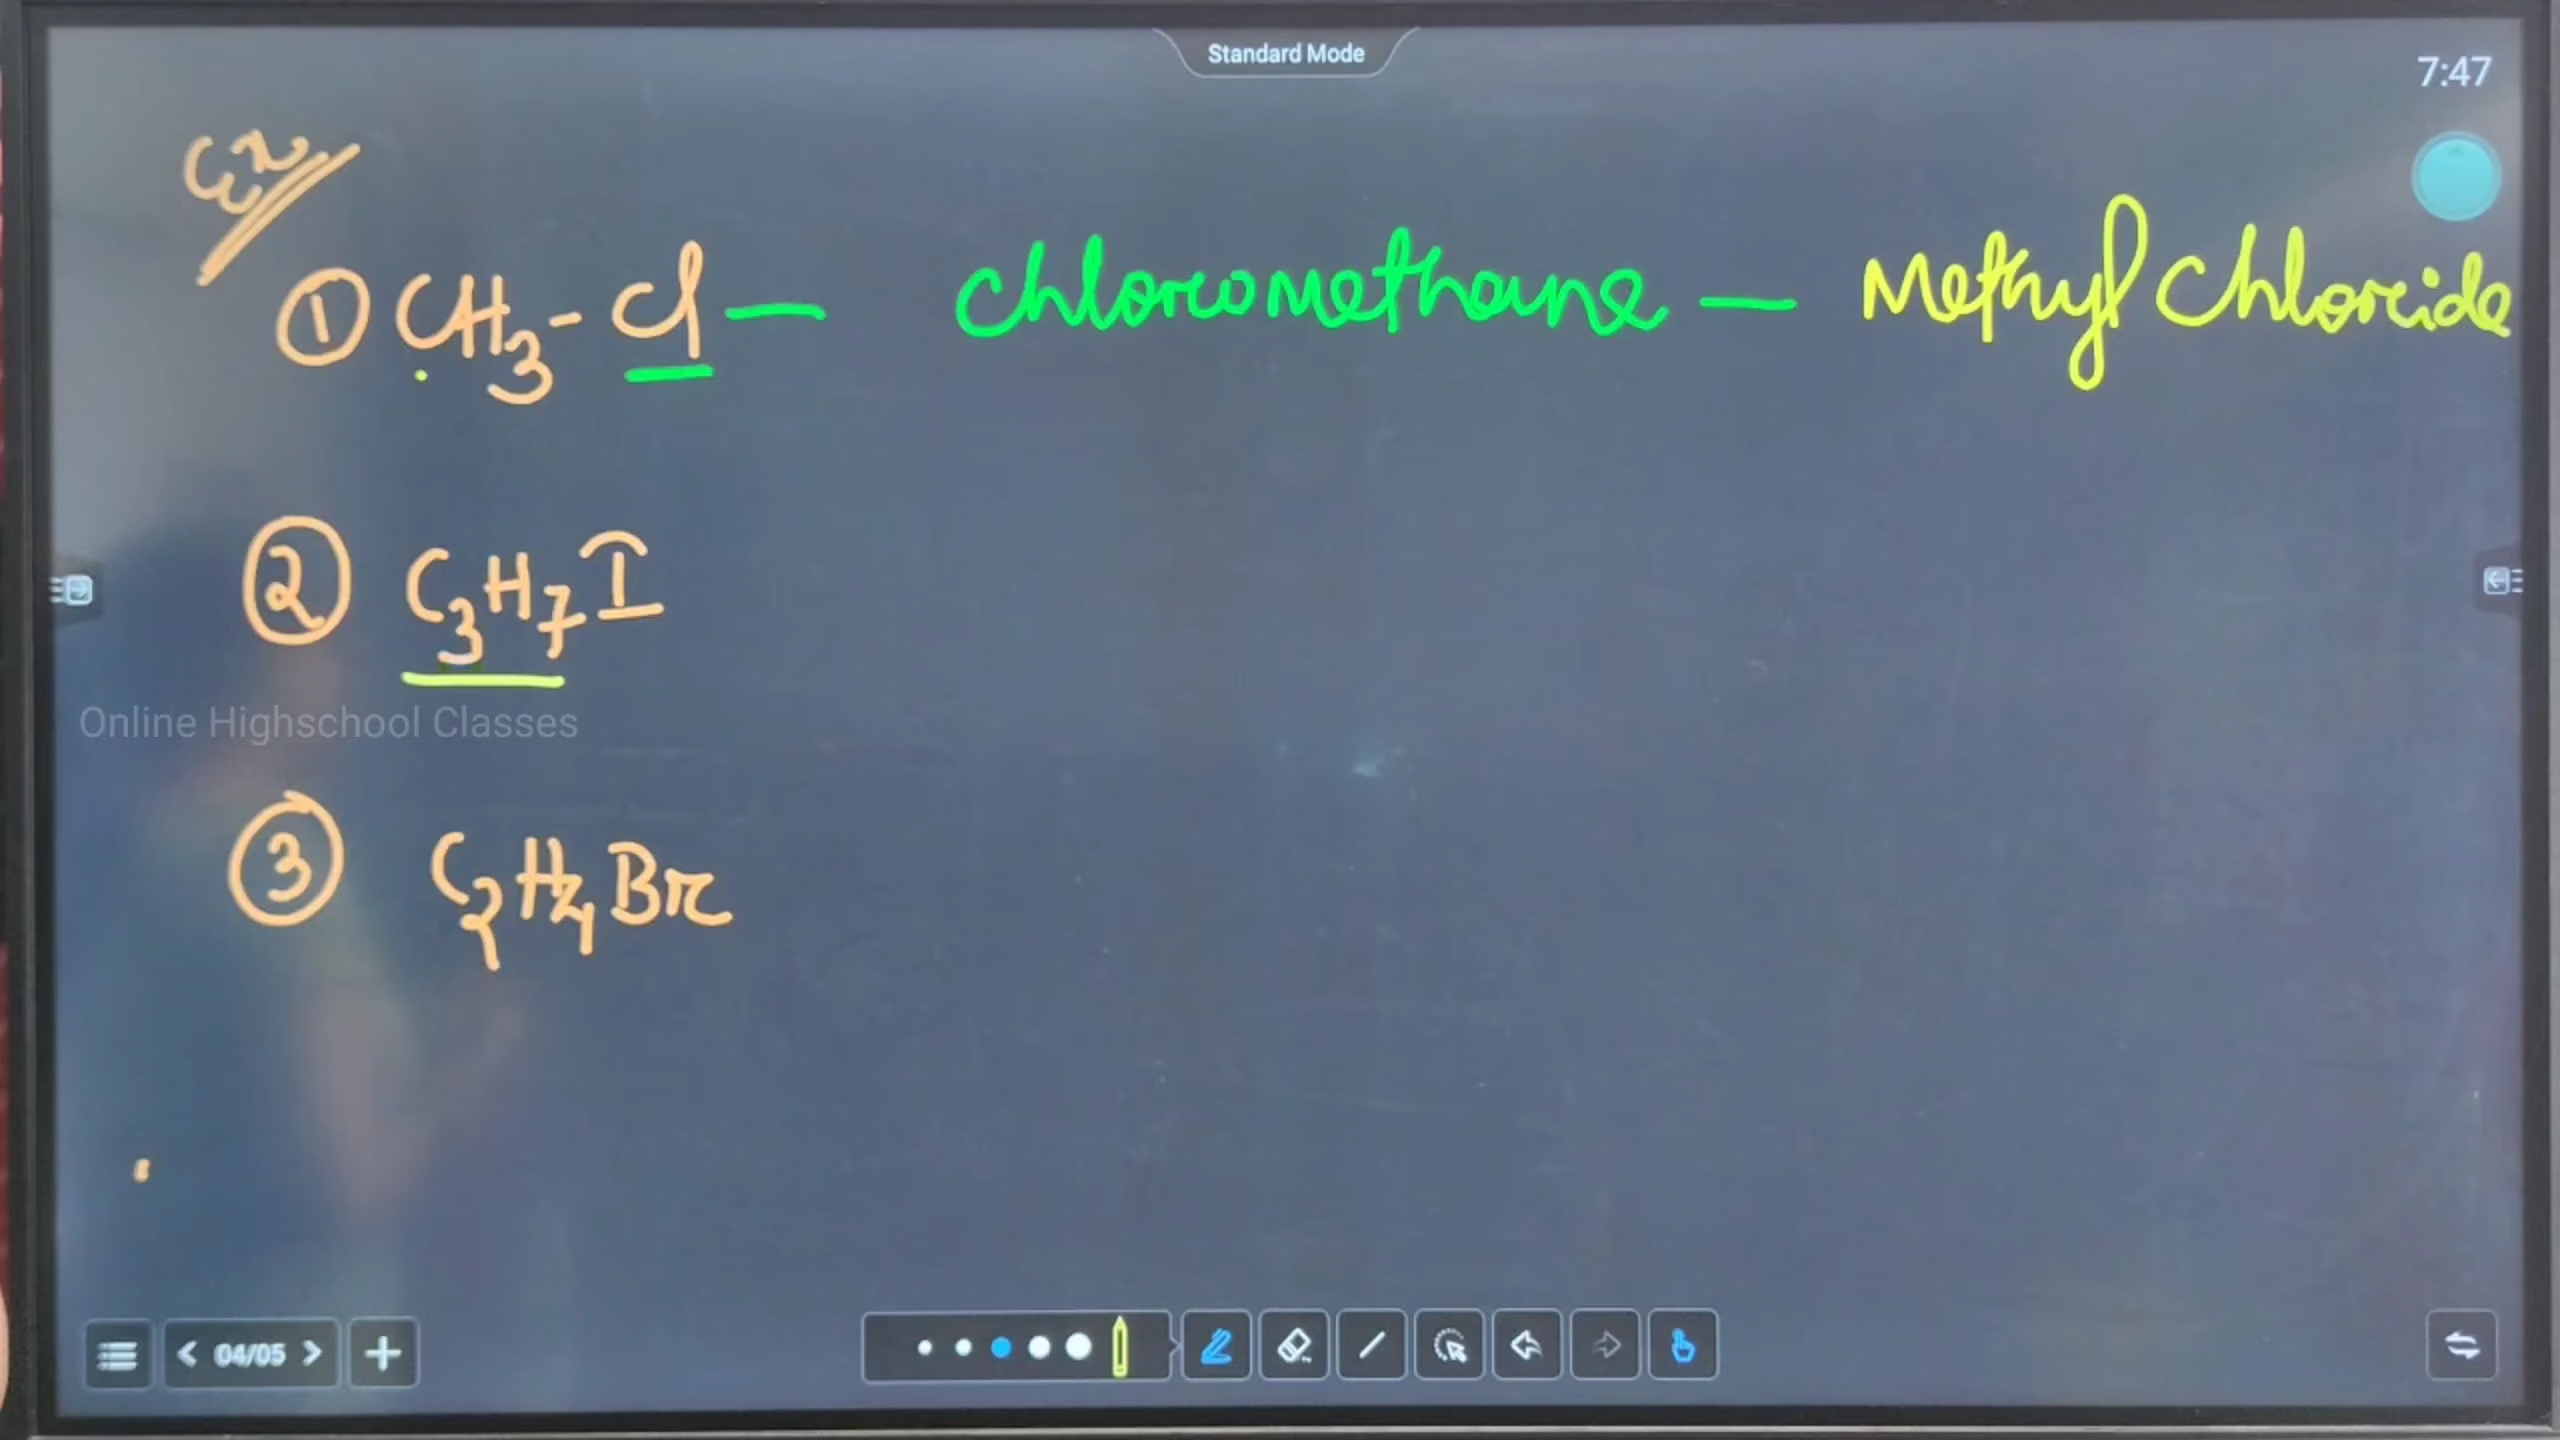 Standard Mode
7:47
Ex
① CH₃-Cl — Chloromethane — Methyl Chloride
② C₃H₇I
Online Highschool Classes
③ C₂H₄Br
04/05